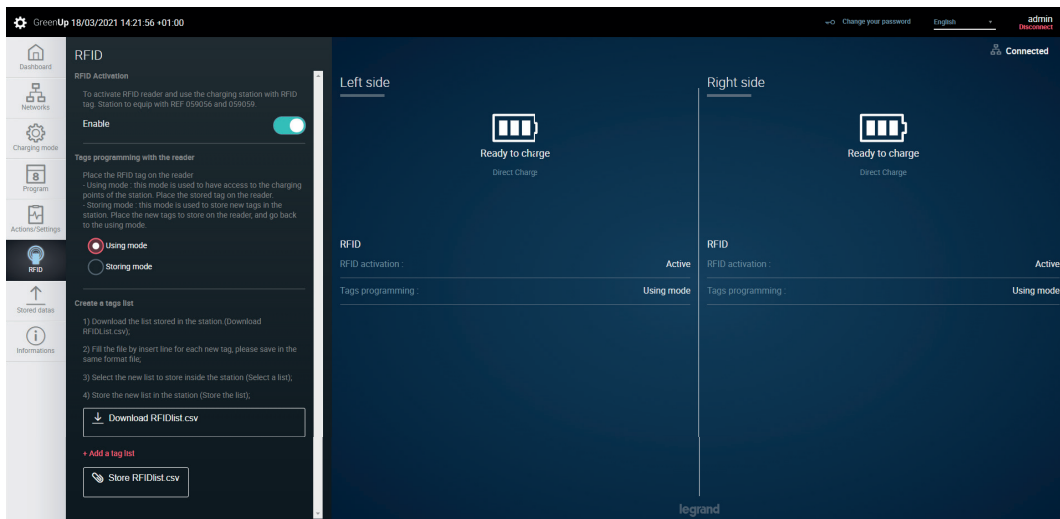 GreenUp 18/03/2021 14:21:56 +01:00
Change your password
English
admin
Disconnect
Dashboard
Networks
Charging mode
8
Program
Actions/Settings
RFID
Stored datas
Informations
RFID
RFID Activation
To activate RFID reader and use the charging station with RFID
tag. Station to equip with REF 059056 and 059059.
Enable
Tags programming with the reader
Place the RFID tag on the reader
- Using mode : this mode is used to have access to the charging
points of the station. Place the stored tag on the reader.
- Storing mode : this mode is used to store new tags in the
station. Place the new tags to store on the reader, and go back
to the using mode.
Using mode
Storing mode
Create a tags list
1) Download the list stored in the station.(Download
RFIDList.csv);
2) Fill the file by insert line for each new tag, please save in the
same format file;
3) Select the new list to store inside the station (Select a list);
4) Store the new list in the station (Store the list);
Download RFIDlist.csv
+ Add a tag list
Store RFIDlist.csv
Connected
Left side
Ready to charge
Direct Charge
RFID
RFID activation : Active
Tags programming : Using mode
Right side
Ready to charge
Direct Charge
RFID
RFID activation : Active
Tags programming : Using mode
legrand